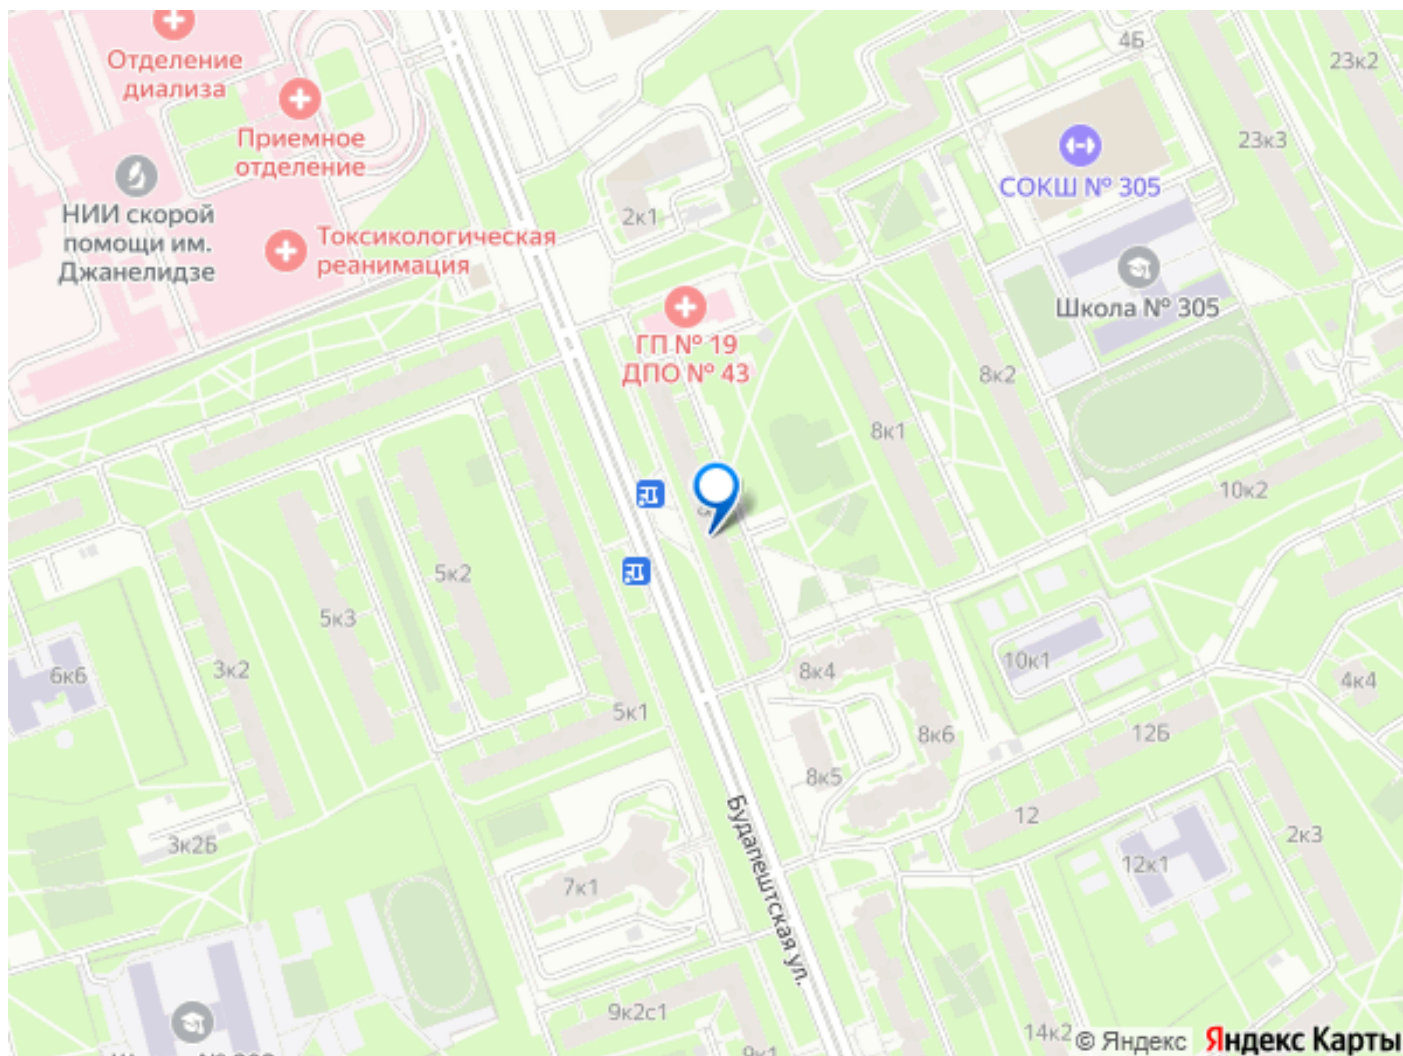 Отделение
диализа
Приемное
отделение
НИИ скорой
помощи им.
Джанелидзе
Токсикологическая
реанимация
4Б
23к2
23к3
СОКШ № 305
Школа № 305
2к1
ГП № 19
ДПО № 43
8к2
8к1
10к2
5к2
5к3
3к2
6к6
5к1
8к4
10к1
4к4
8к6
12Б
8к5
12
2к3
3к2Б
7к1
12к1
Будапештская ул.
9к2с1
14к2
9к1
© Яндекс
Яндекс Карты